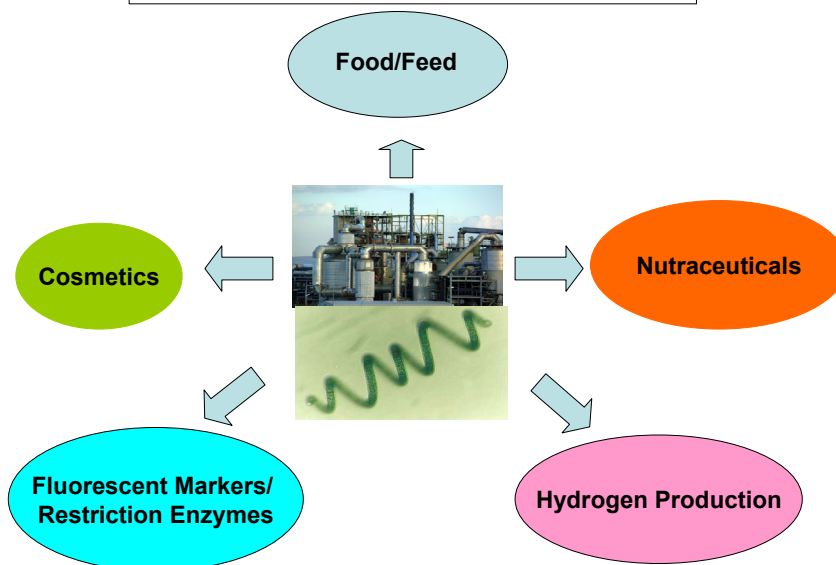 Food/Feed
Cosmetics
Nutraceuticals
Fluorescent Markers/
Restriction Enzymes
Hydrogen Production